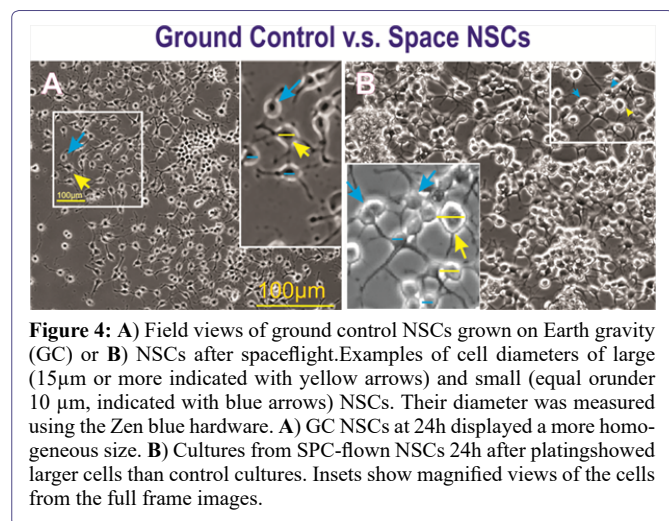 Ground Control v.s. Space NSCs
A
B
100µm
100µm
Figure 4: A) Field views of ground control NSCs grown on Earth gravity
(GC) or B) NSCs after spaceflight.Examples of cell diameters of large
(15µm or more indicated with yellow arrows) and small (equal orunder
10 µm, indicated with blue arrows) NSCs. Their diameter was measured
using the Zen blue hardware. A) GC NSCs at 24h displayed a more homo-
geneous size. B) Cultures from SPC-flown NSCs 24h after platingshowed
larger cells than control cultures. Insets show magnified views of the cells
from the full frame images.